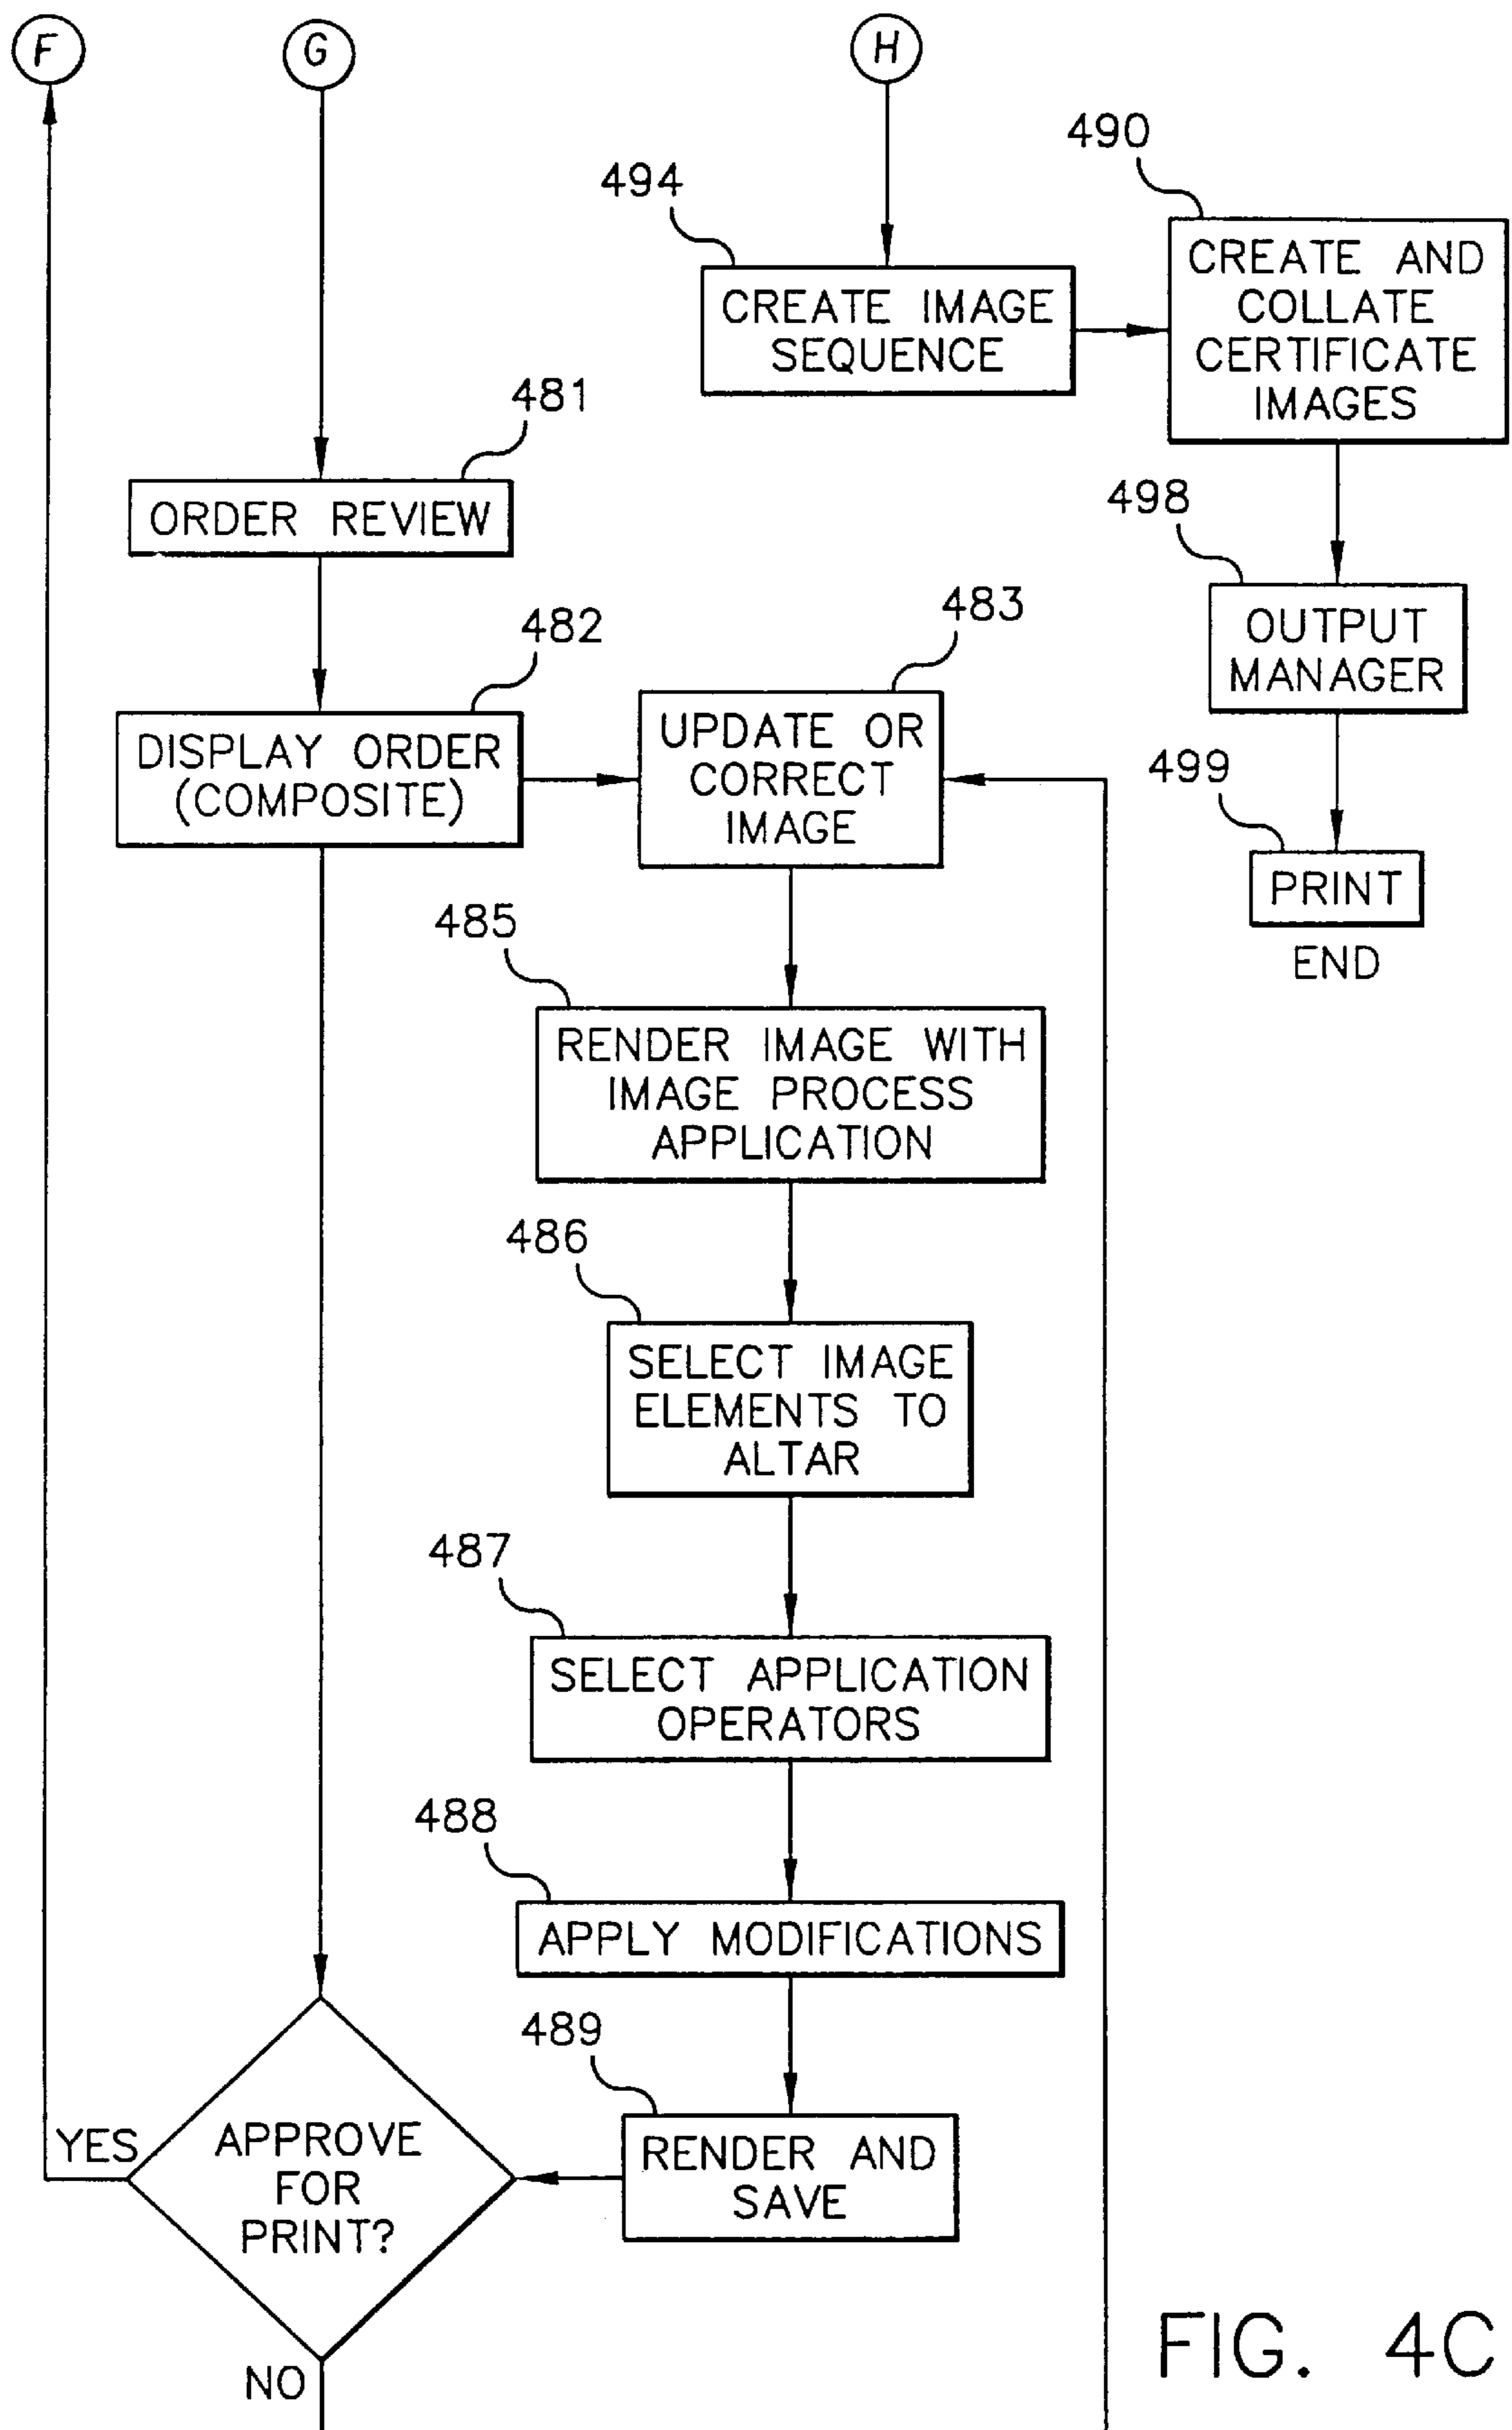 F
G
H
490
494
CREATE AND
COLLATE
CERTIFICATE
IMAGES
CREATE IMAGE
SEQUENCE
481
ORDER REVIEW
498
OUTPUT
MANAGER
482
483
DISPLAY ORDER
(COMPOSITE)
UPDATE OR
CORRECT
IMAGE
499
PRINT
END
485
RENDER IMAGE WITH
IMAGE PROCESS
APPLICATION
486
SELECT IMAGE
ELEMENTS TO
ALTAR
487
SELECT APPLICATION
OPERATORS
488
APPLY MODIFICATIONS
489
RENDER AND
SAVE
YES
APPROVE
FOR
PRINT?
NO
FIG. 4C